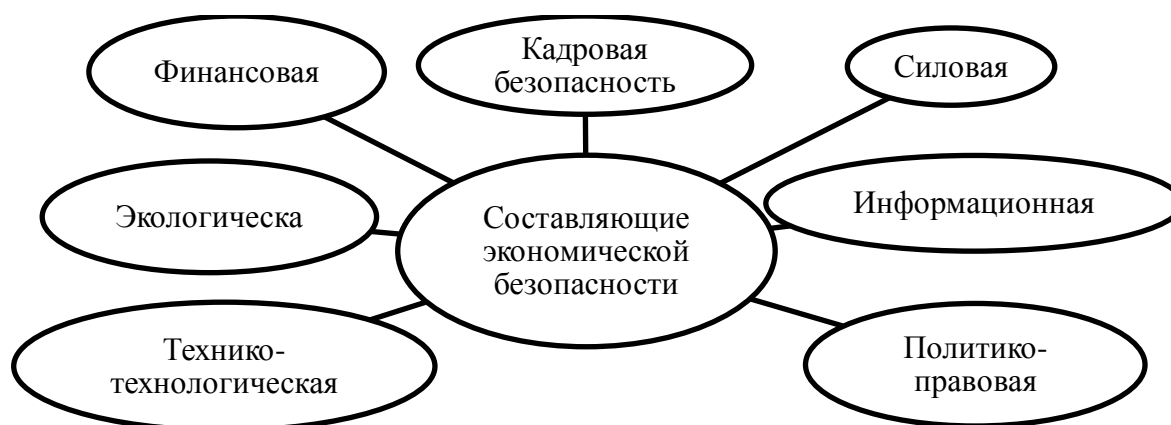 Финансовая
Кадровая
безопасность
Силовая
Экологическа
Составляющие
экономической
безопасности
Информационная
Технико-
технологическая
Политико-
правовая